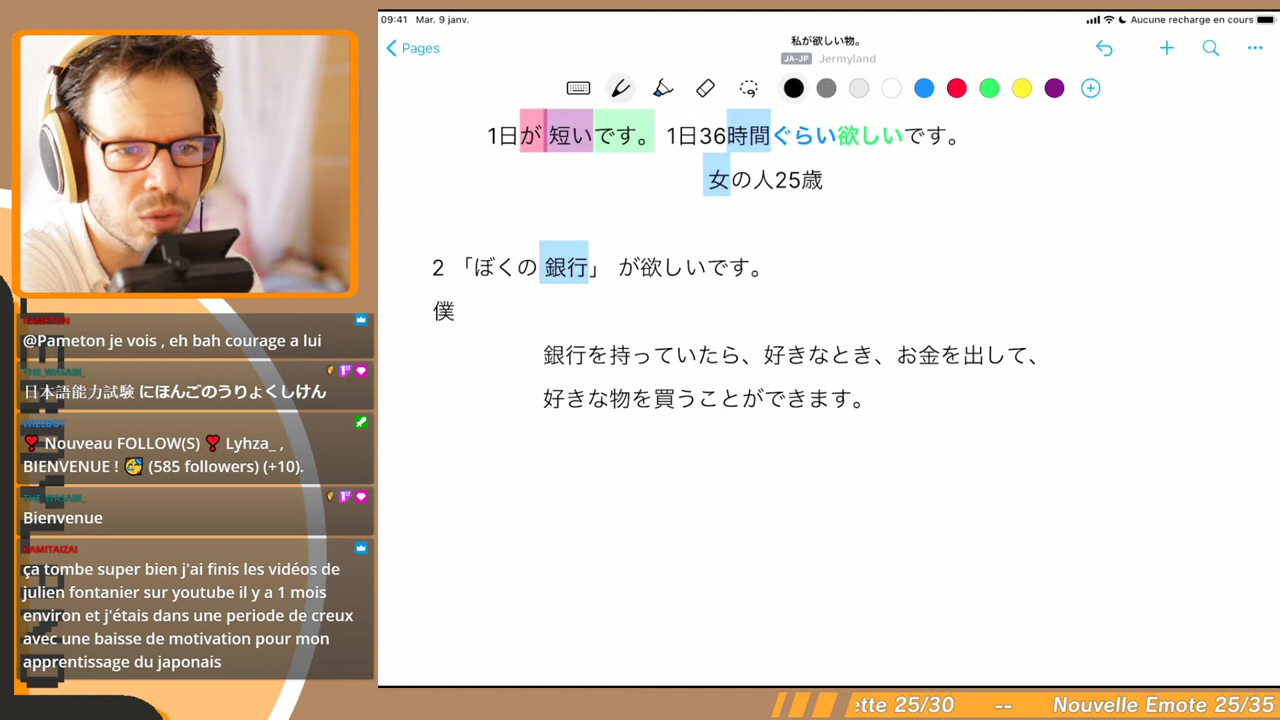 09:41 Mar. 9 janv.
Aucune recharge en cours
Pages
私が欲しい物。
JA-JP Jermyland
1日が短いです。 1日36時間ぐらい欲しいです。
女の人25歳
2 「ぼくの銀行」 が欲しいです。
僕
銀行を持っていたら、好きなとき、お金を出して、
好きな物を買うことができます。
PAMETON
@Pameton je vois , eh bah courage a lui
THE_WASABI_
日本語能力試験 にほんごのうりょくしけん
WIZEBOT
Nouveau FOLLOW(S) Lyhza_ ,
BIENVENUE ! (585 followers) (+10).
THE_WASABI_
Bienvenue
KAMITAIZAI
ça tombe super bien j'ai finis les vidéos de
julien fontanier sur youtube il y a 1 mois
environ et j'étais dans une periode de creux
avec une baisse de motivation pour mon
apprentissage du japonais
ette 25/30 -- Nouvelle Emote 25/35